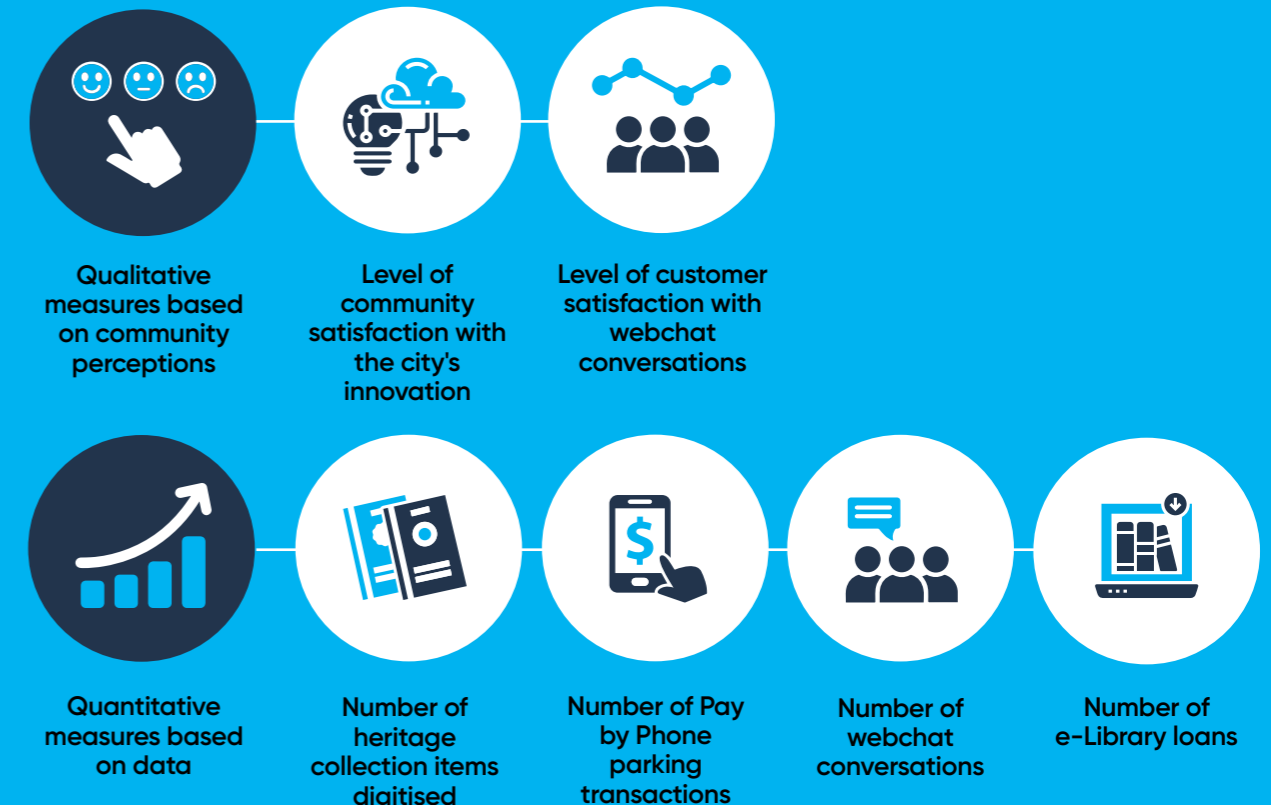 Qualitative
measures based
on community
perceptions
Level of
community
satisfaction with
the city's
innovation
Level of customer
satisfaction with
webchat
conversations
$
Quantitative
measures based
on data
Number of
heritage
collection items
digitised
Number of Pay
by Phone
parking
transactions
Number of
webchat
conversations
Number of
e-Library loans